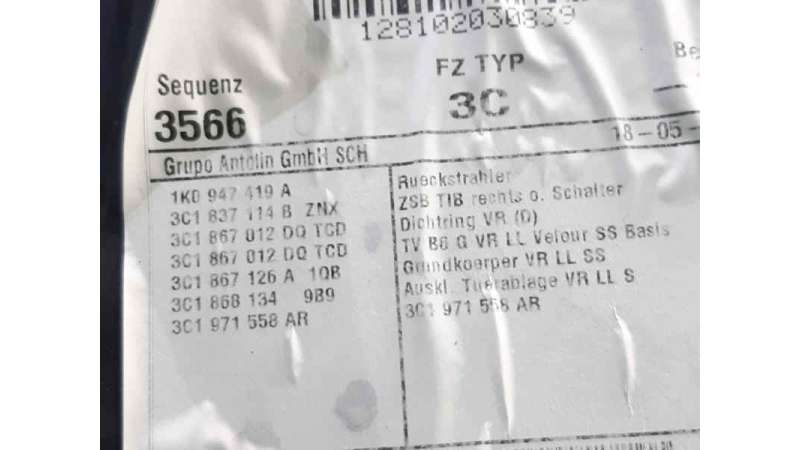 128102030839
Sequenz
FZ TYP
Be
3566
3C
18-05-
Grupo Antolin GmbH SCH
1K0 947 419 A
3C1 837 114 B ZNX
3C1 867 012 DQ TCD
3C1 867 012 DQ TCD
3C1 867 126 A 1QB
3C1 868 134 9B9
3C1 971 558 AR
Rueckstrahler
ZSB TIB rechts o. Schalter
Dichtring VR (D)
TV B6 G VR LL Velour SS Basis
Grundkoerper VR LL SS
Auskl. Tuerablage VR LL S
3C1 971 558 AR